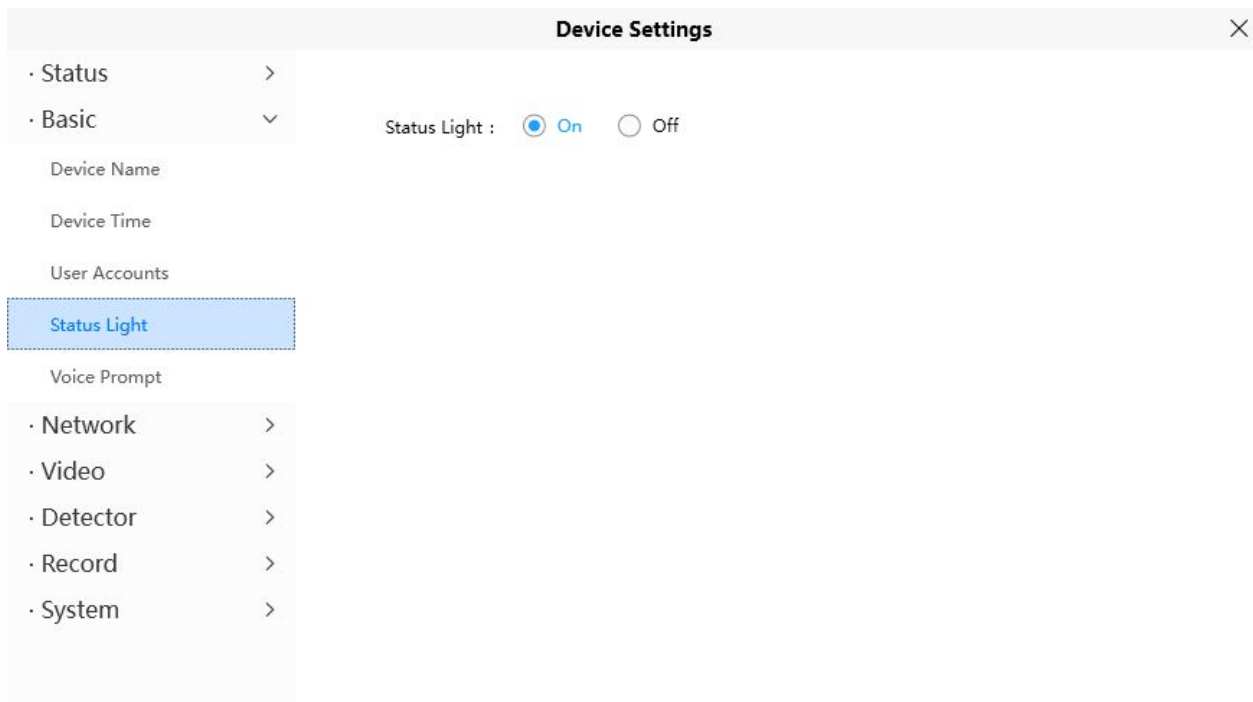 Device Settings
· Status
· Basic
Device Name
Device Time
User Accounts
Status Light
Voice Prompt
· Network
· Video
· Detector
· Record
· System
Status Light : On Off